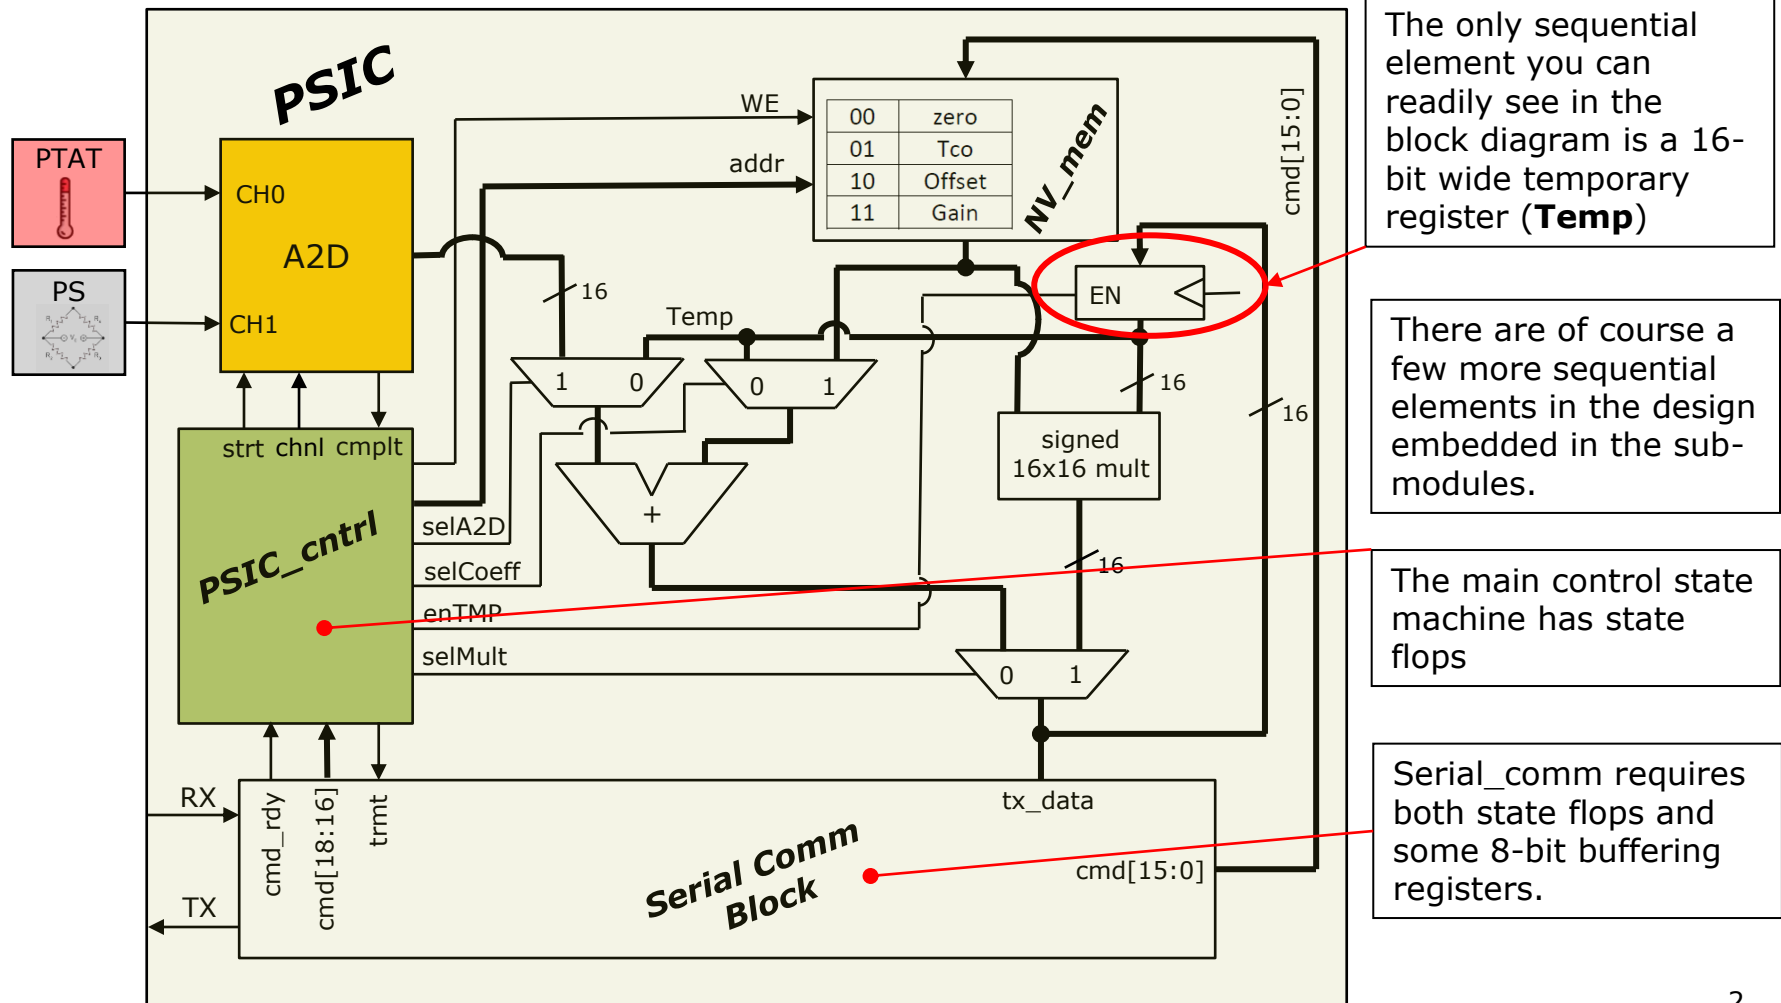 PSIC
PTAT
PS
CH0
A2D
CH1
strt chnl cmplt
PSIC_cntrl
WE
addr
00 zero
01 Tco
10 Offset
11 Gain
NV_mem
cmd[15:0]
16
Temp
EN
1 0
0 1
16
16
signed
16x16 mult
+
selA2D
selCoeff
enTMP
selMult
16
0 1
RX
TX
cmd_rdy
cmd[18:16]
trmt
tx_data
cmd[15:0]
Serial Comm
Block
The only sequential
element you can
readily see in the
block diagram is a 16-
bit wide temporary
register (Temp)
There are of course a
few more sequential
elements in the design
embedded in the sub-
modules.
The main control state
machine has state
flops
Serial_comm requires
both state flops and
some 8-bit buffering
registers.
2